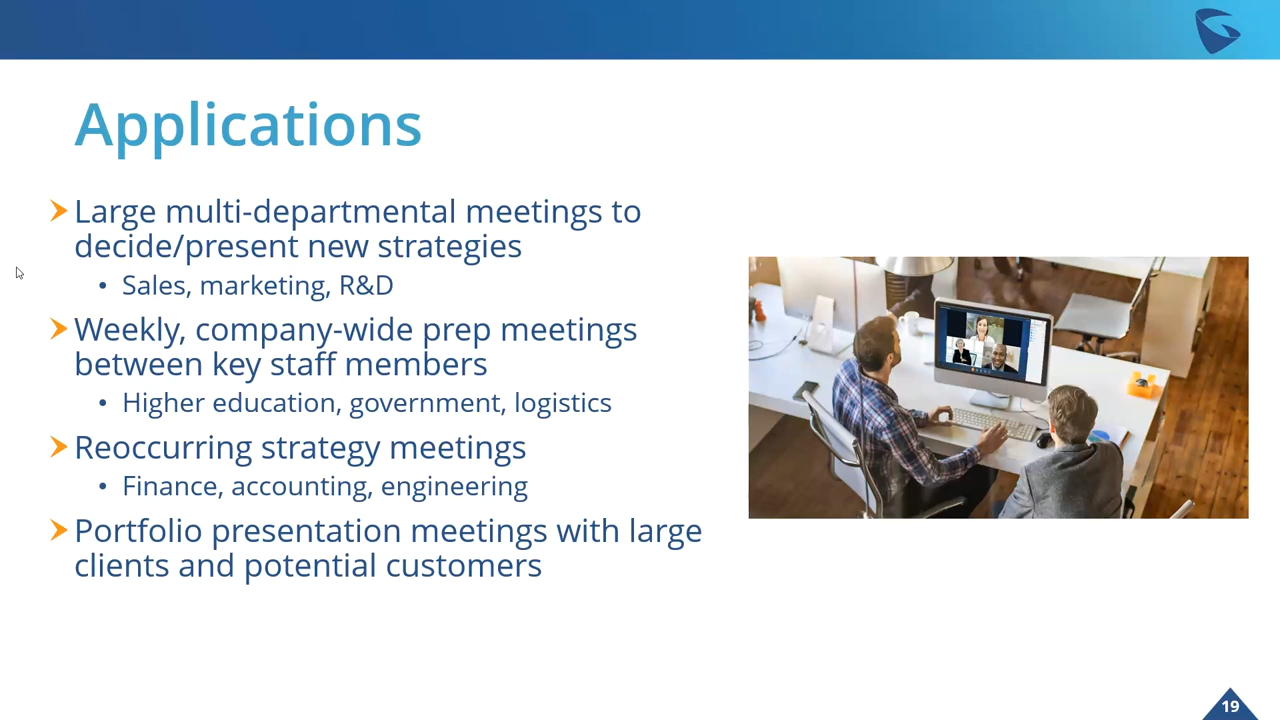 Applications
Large multi-departmental meetings to
decide/present new strategies
• Sales, marketing, R&D
Weekly, company-wide prep meetings
between key staff members
• Higher education, government, logistics
Reoccurring strategy meetings
• Finance, accounting, engineering
Portfolio presentation meetings with large
clients and potential customers
19